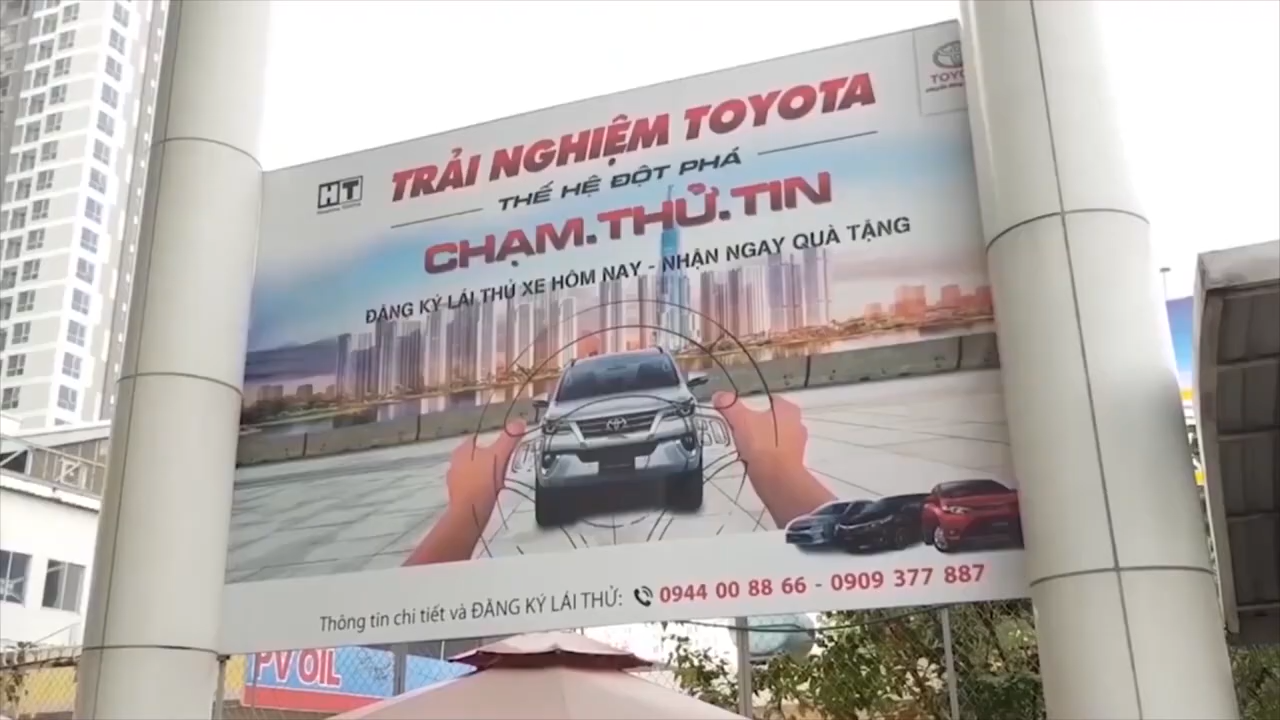 HT
TRẢI NGHIỆM TOYOTA
THẾ HỆ ĐỘT PHÁ
CHẠM.THỬ.TIN
ĐĂNG KÝ LÁI THỬ XE HÔM NAY - NHẬN NGAY QUÀ TẶNG
Thông tin chi tiết và ĐĂNG KÝ LÁI THỬ: 0944 00 88 66 - 0909 377 887
PV OIL